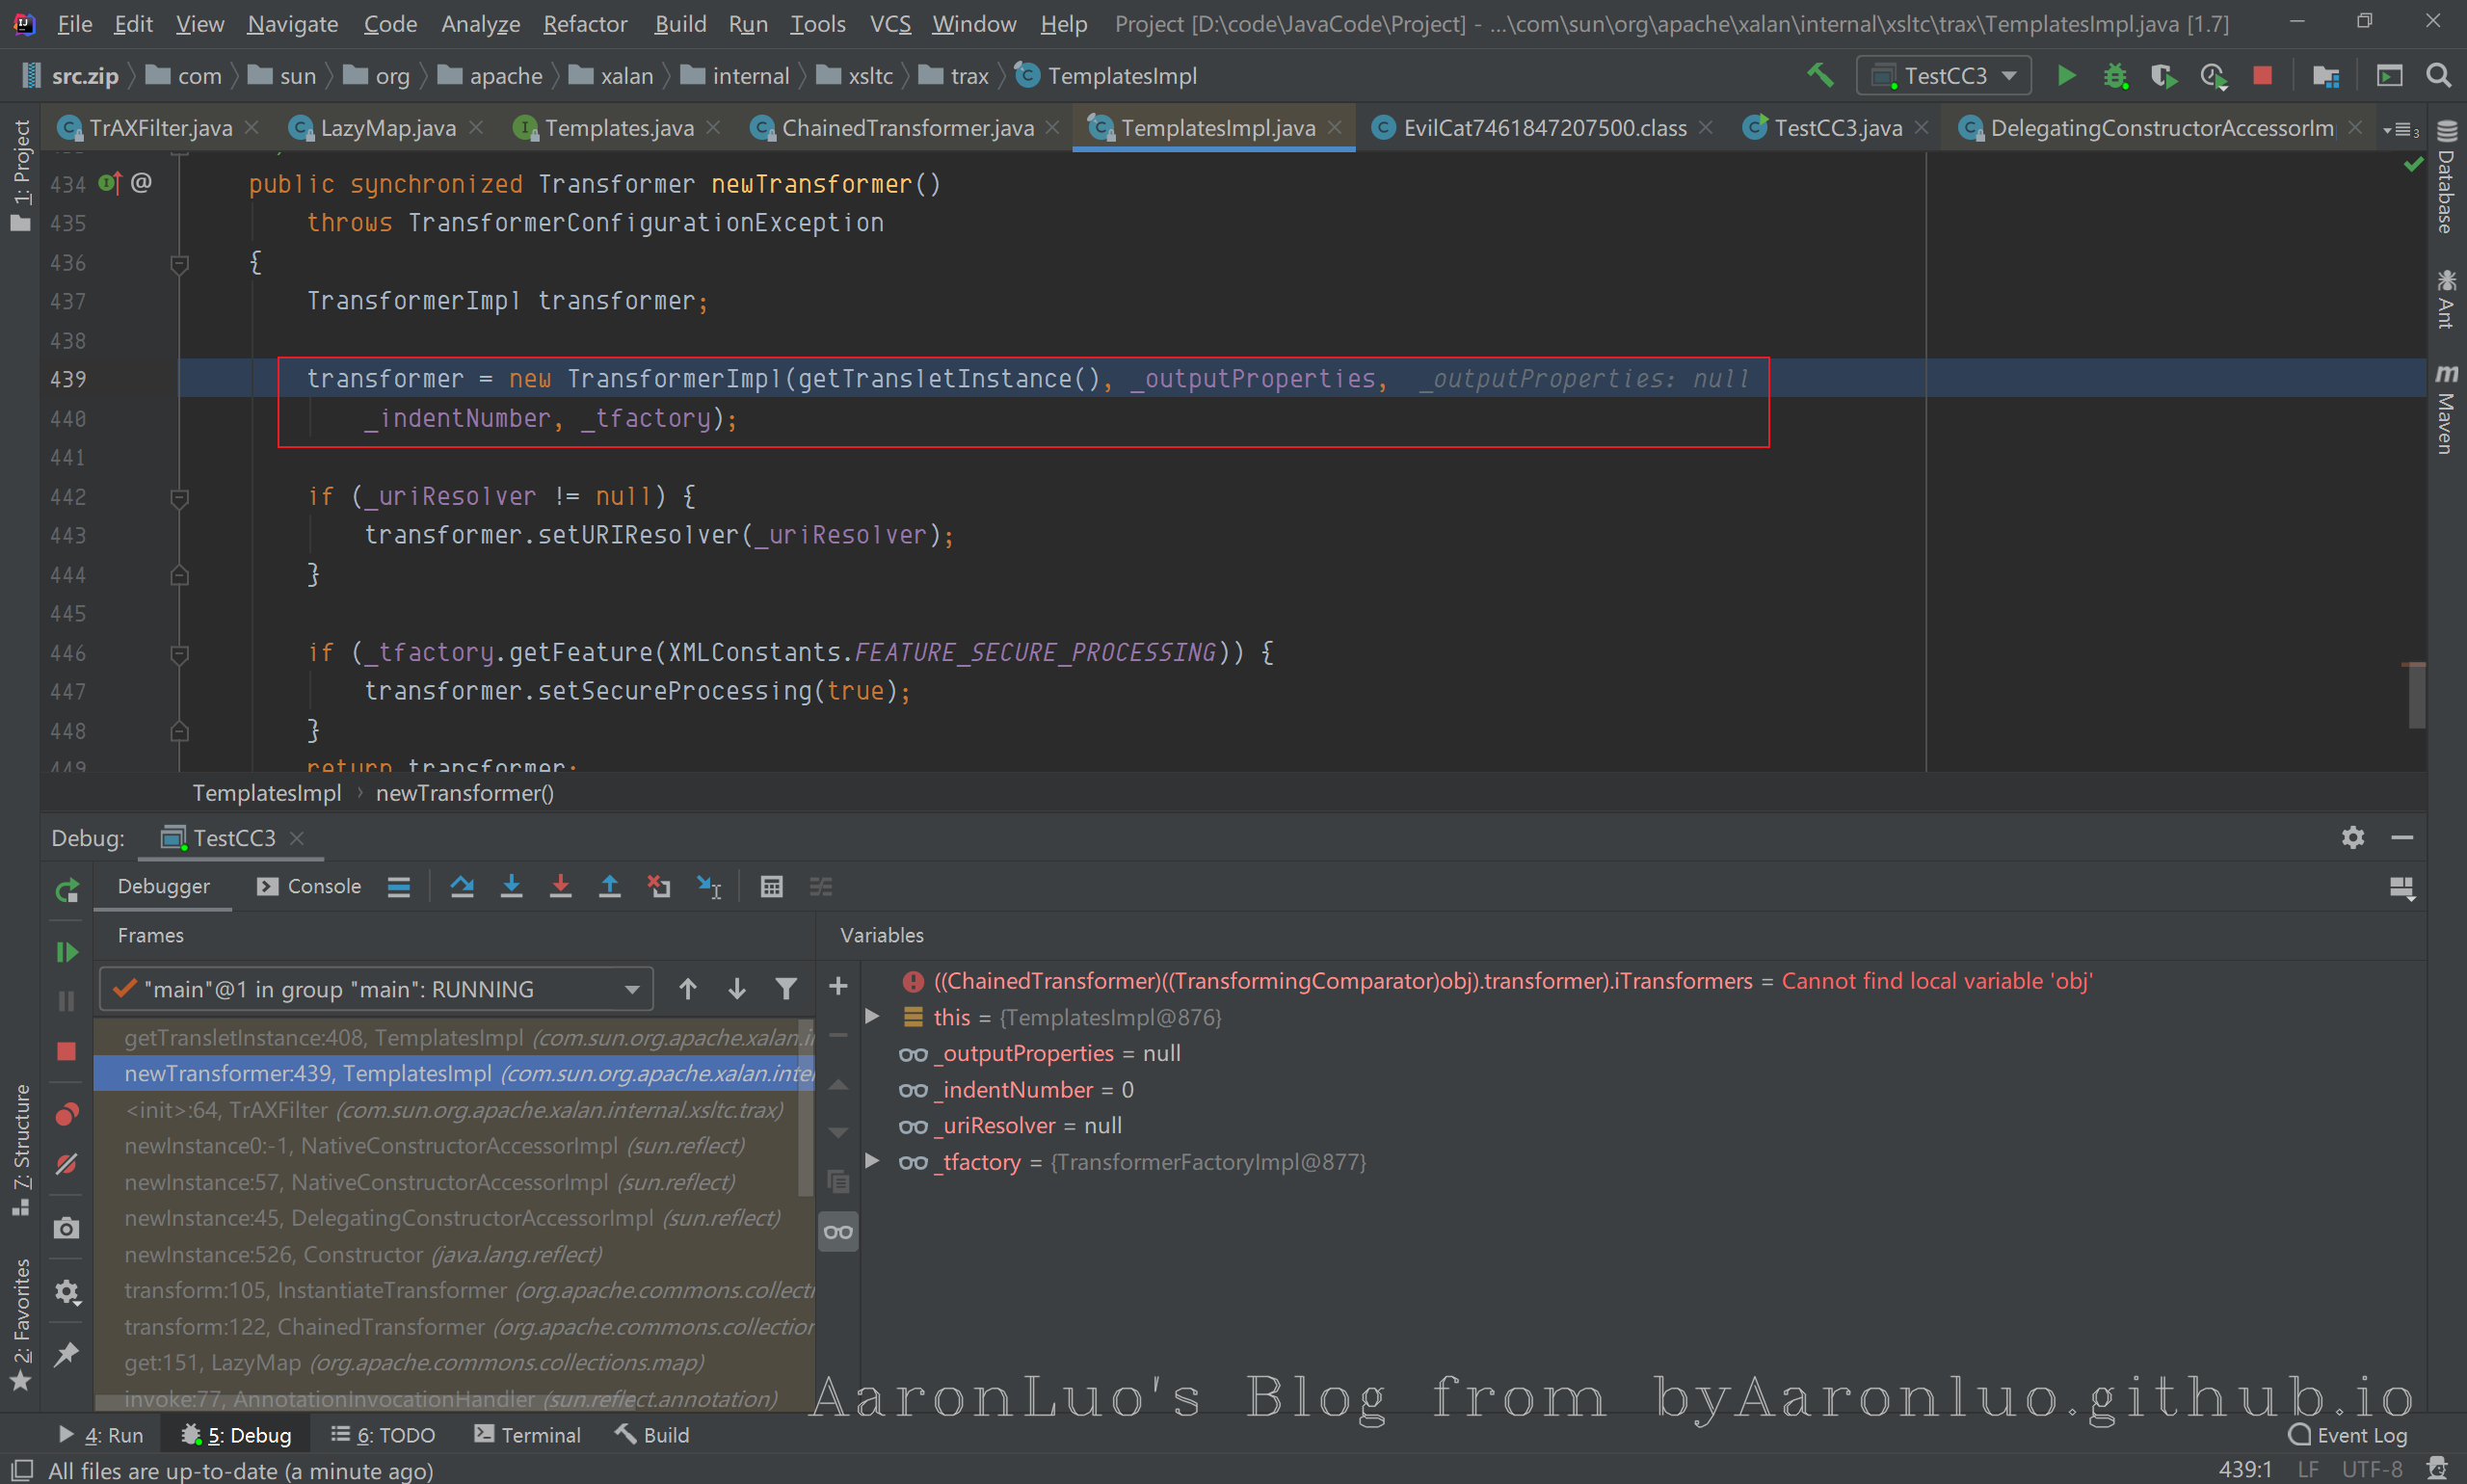 File Edit View Navigate Code Analyze Refactor Build Run Tools VCS Window Help Project [D:\code\JavaCode\Project] - ...\com\sun\org\apache\xalan\internal\xsltc\trax\TemplatesImpl.java [1.7]
src.zip com sun org apache xalan internal xsltc trax TemplatesImpl TestCC3
TrAXFilter.java LazyMap.java Templates.java ChainedTransformer.java TemplatesImpl.java EvilCat7461847207500.class TestCC3.java DelegatingConstructorAccessorIm 3
1: Project
7: Structure
2: Favorites
Database
Ant
Maven
434 @ public synchronized Transformer newTransformer()
435 throws TransformerConfigurationException
436 {
437 TransformerImpl transformer;
438
439 transformer = new TransformerImpl(getTransletInstance(), _outputProperties, _outputProperties: null
440 _indentNumber, _tfactory);
441
442 if (_uriResolver != null) {
443 transformer.setURIResolver(_uriResolver);
444 }
445
446 if (_tfactory.getFeature(XMLConstants.FEATURE_SECURE_PROCESSING)) {
447 transformer.setSecureProcessing(true);
448 }
449 return transformer;
TemplatesImpl › newTransformer()
Debug: TestCC3
Debugger Console
Frames
"main"@1 in group "main": RUNNING
getTransletInstance:408, TemplatesImpl (com.sun.org.apache.xalan.i
newTransformer:439, TemplatesImpl (com.sun.org.apache.xalan.inte
<init>:64, TrAXFilter (com.sun.org.apache.xalan.internal.xsltc.trax)
newInstance0:-1, NativeConstructorAccessorImpl (sun.reflect)
newInstance:57, NativeConstructorAccessorImpl (sun.reflect)
newInstance:45, DelegatingConstructorAccessorImpl (sun.reflect)
newInstance:526, Constructor (java.lang.reflect)
transform:105, InstantiateTransformer (org.apache.commons.collecti
transform:122, ChainedTransformer (org.apache.commons.collection
get:151, LazyMap (org.apache.commons.collections.map)
invoke:77, AnnotationInvocationHandler (sun.reflect.annotation)
Variables
((ChainedTransformer)((TransformingComparator)obj).transformer).iTransformers = Cannot find local variable 'obj'
this = {TemplatesImpl@876}
_outputProperties = null
_indentNumber = 0
_uriResolver = null
_tfactory = {TransformerFactoryImpl@877}
AaronLuo's Blog from byAaronluo.github.io
4: Run 5: Debug 6: TODO Terminal Build Event Log
All files are up-to-date (a minute ago) 439:1 LF UTF-8